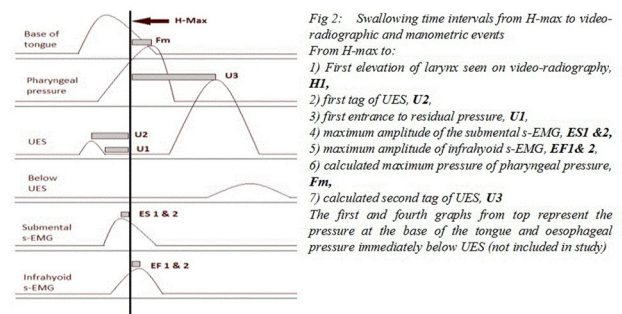 H-Max
Base of
tongue
Fm
Pharyngeal
pressure
U3
U2
UES
U1
Below
UES
Submental
s-EMG
ES 1 & 2
Infrahyoid
s-EMG
EF 1 & 2
Fig 2: Swallowing time intervals from H-max to video-
radiographic and manometric events
From H-max to:
1) First elevation of larynx seen on video-radiography,
H1,
2) first tag of UES, U2,
3) first entrance to residual pressure, U1,
4) maximum amplitude of the submental s-EMG, ES1 &2,
5) maximum amplitude of infrahyoid s-EMG, EF1& 2,
6) calculated maximum pressure of pharyngeal pressure,
Fm,
7) calculated second tag of UES, U3
The first and fourth graphs from top represent the
pressure at the base of the tongue and oesophageal
pressure immediately below UES (not included in study)